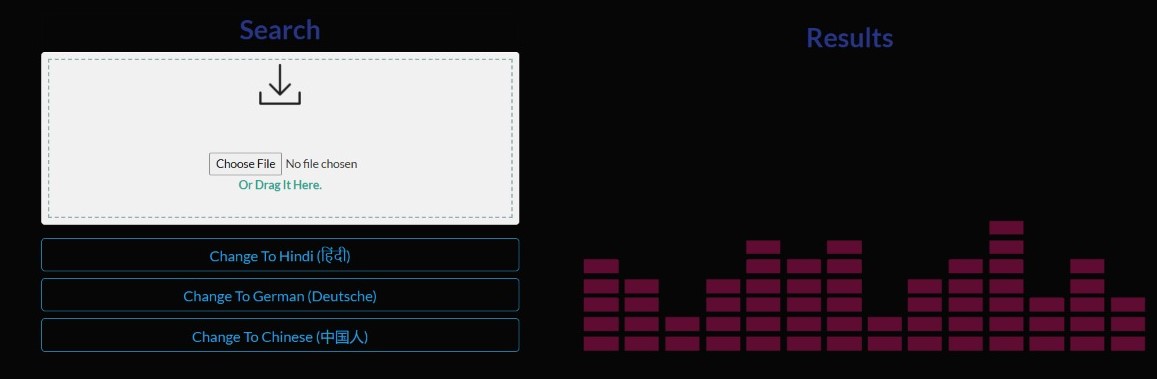 Search
Choose File No file chosen
Or Drag It Here.
Change To Hindi (हिंदी)
Change To German (Deutsche)
Change To Chinese (中国人)
Results